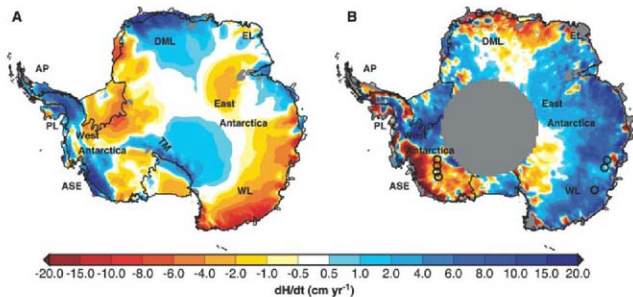 A
DML
EL
AP
East
PL
West
Antarctica
Antarctica
TM
ASE
WL
B
DML
EL
AP
East
PL
West
Antarctica
Antarctica
ASE
WL
-20.0 -15.0 -10.0 -8.0 -6.0 -4.0 -2.0 -1.0 -0.5 0.5 1.0 2.0 4.0 6.0 8.0 10.0 15.0 20.0
dH/dt (cm yr⁻¹)